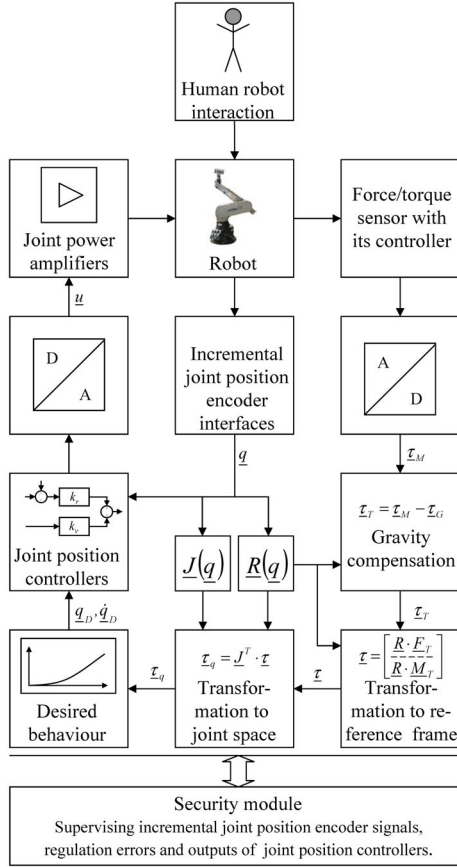 Human robot
interaction
Joint power
amplifiers
Robot
Force/torque
sensor with
its controller
u
D
A
Incremental
joint position
encoder
interfaces
A
D
q
τ_M
k_r
k_v
Joint position
controllers
J(q)
R(q)
τ_T = τ_M − τ_G
Gravity
compensation
q_D, q̇_D
τ_T
Desired
behaviour
τ_q
τ_q = J^T · τ
Transfor-
mation to
joint space
τ
τ = [R · F_T / R · M_T]
Transfor-
mation to re-
ference frame
Security module
Supervising incremental joint position encoder signals,
regulation errors and outputs of joint position controllers.